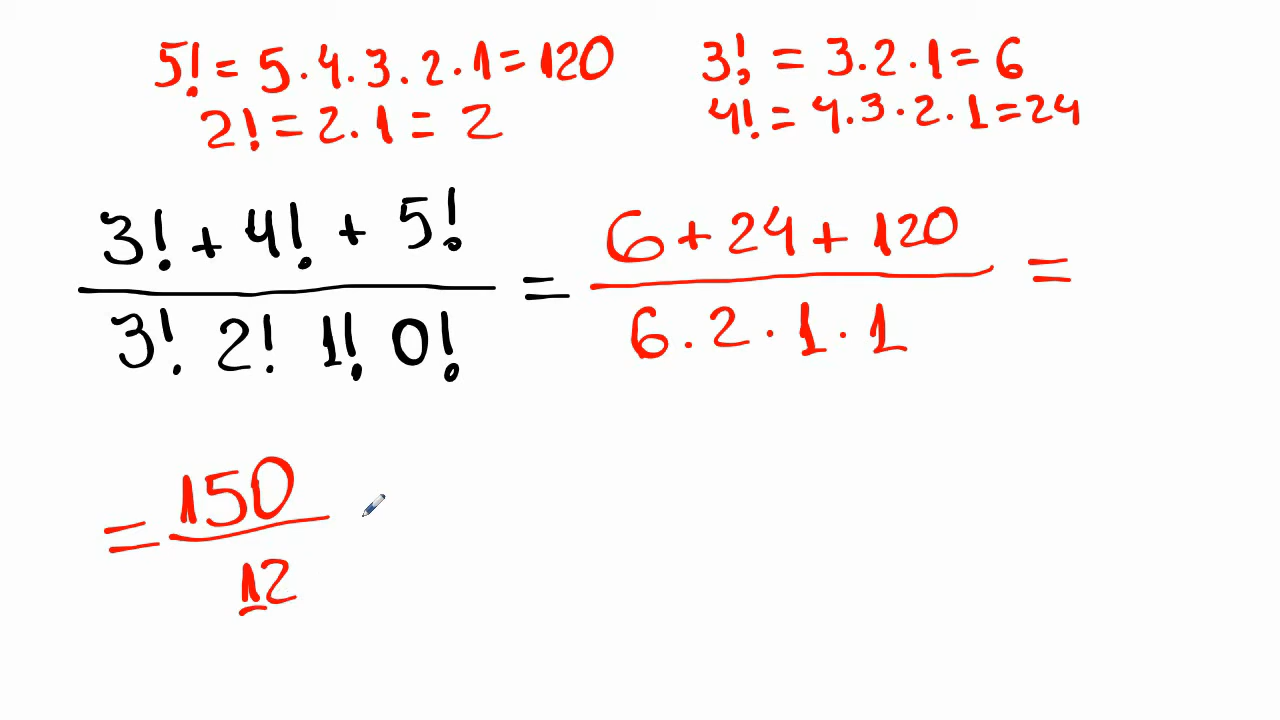 5! = 5·4·3·2·1 = 120
2! = 2·1 = 2
3! = 3·2·1 = 6
4! = 4·3·2·1 = 24
3! + 4! + 5!
3! 2! 1! 0!
=
6 + 24 + 120
6·2·1·1
=
=
150
12